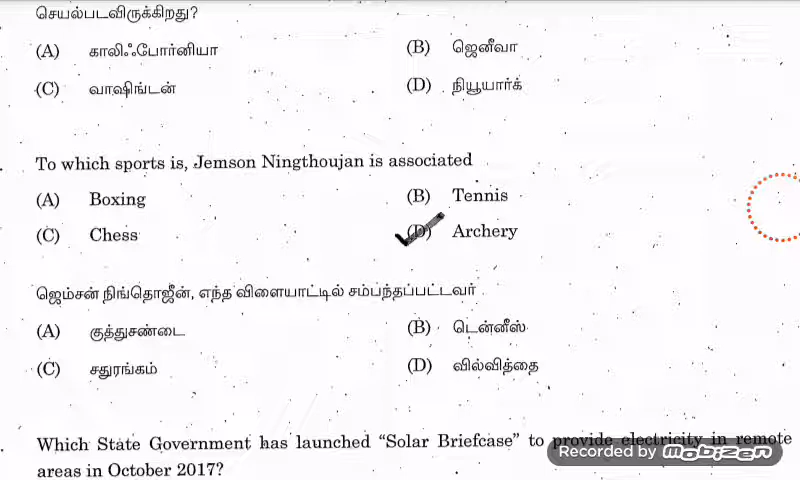 செயல்படவிருக்கிறது?
(A) காலிஃபோர்னியா (B) ஜெனீவா
(C) வாஷிங்டன் (D) நியூயார்க்
To which sports is, Jemson Ningthoujan is associated
(A) Boxing (B) Tennis
(C) Chess (D) Archery
ஜெம்சன் நிங்தொஜீன், எந்த விளையாட்டில் சம்பந்தப்பட்டவர்
(A) குத்துசண்டை (B) டென்னீஸ்
(C) சதுரங்கம் (D) வில்வித்தை
Which State Government has launched “Solar Briefcase” to provide electricity in remote
areas in October 2017?
Recorded by mobizen